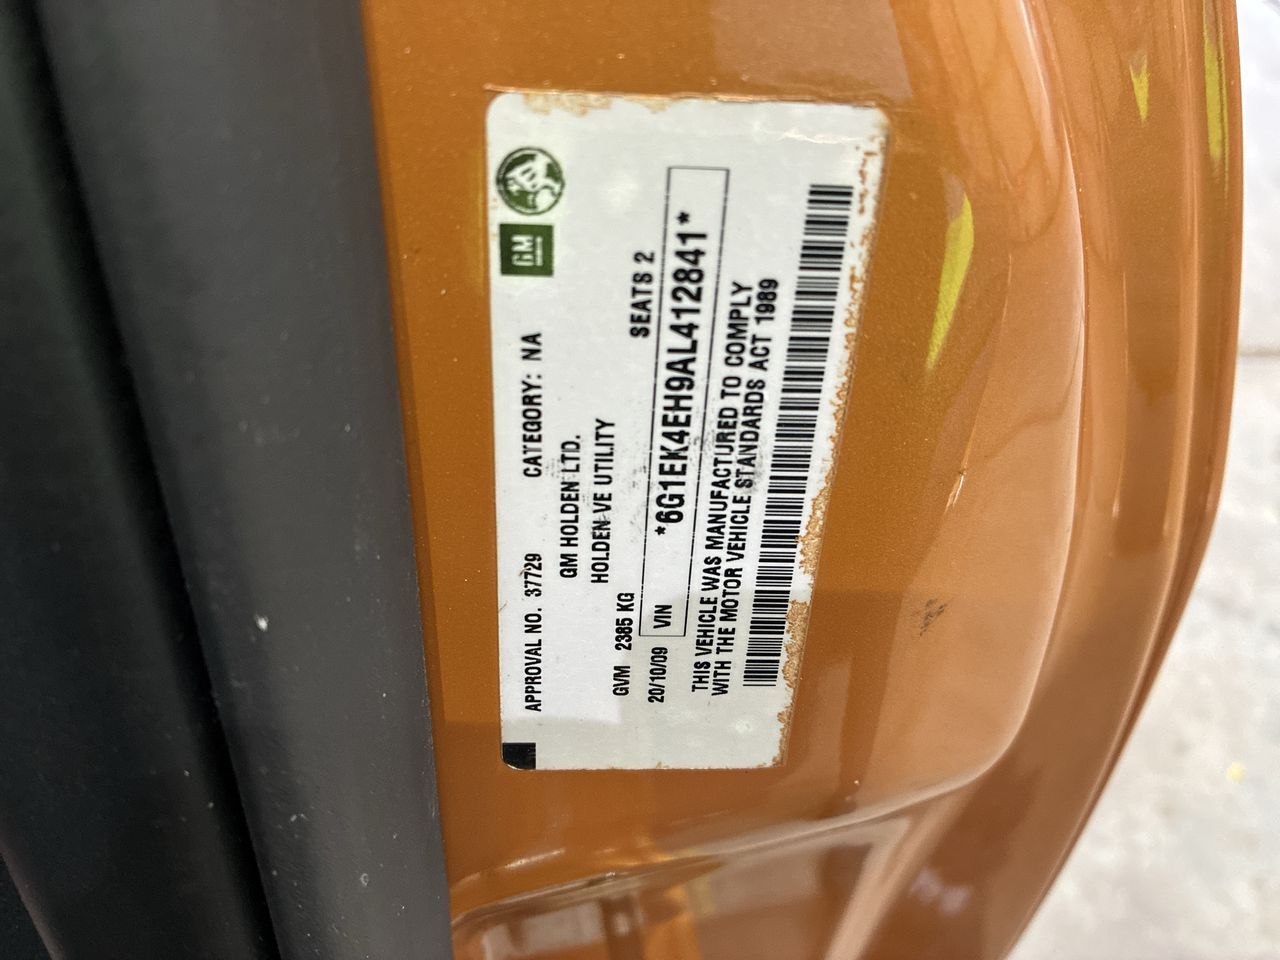 GM
APPROVAL NO. 37729 CATEGORY: NA
GM HOLDEN LTD.
HOLDEN VE UTILITY
GVM 2385 KG SEATS 2
20/10/09 VIN *6G1EK4EH9AL412841*
THIS VEHICLE WAS MANUFACTURED TO COMPLY
WITH THE MOTOR VEHICLE STANDARDS ACT 1989